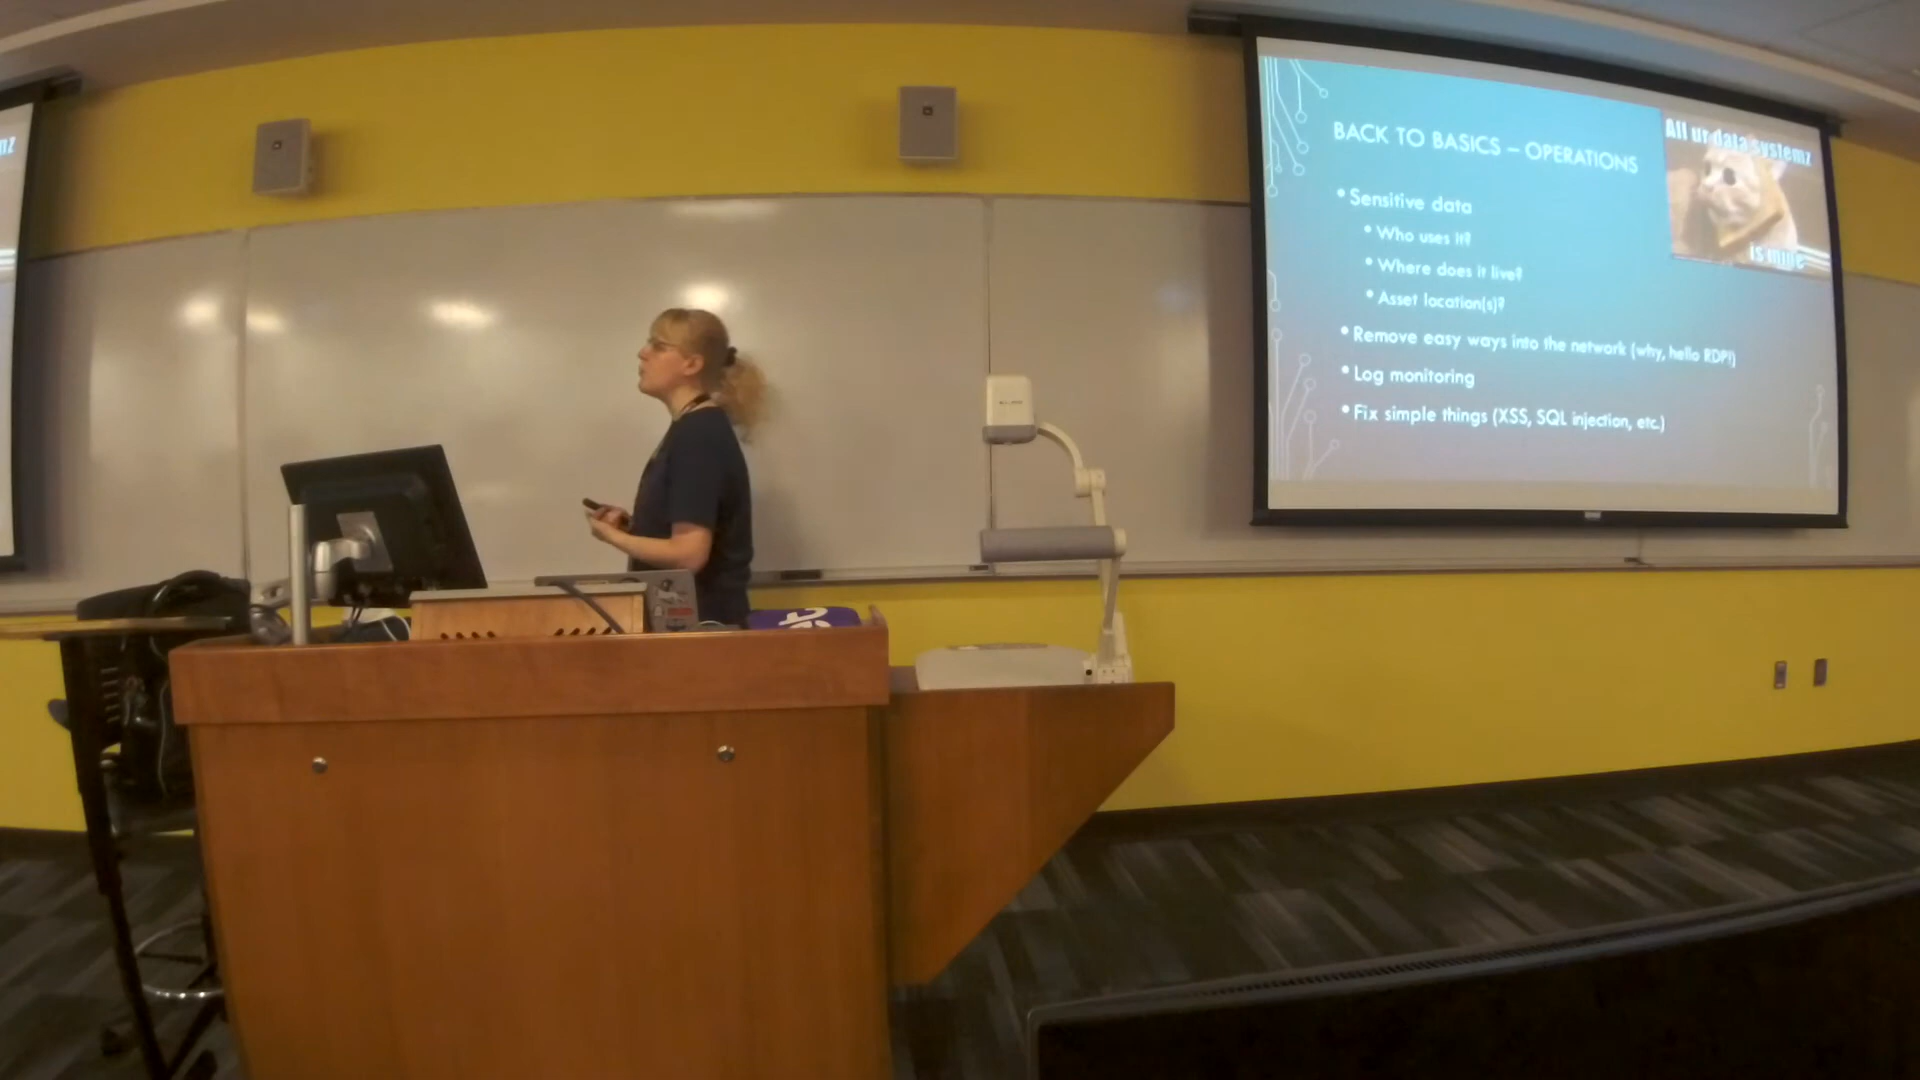 BACK TO BASICS – OPERATIONS
All ur data systemz
is mine
• Sensitive data
• Who uses it?
• Where does it live?
• Asset location(s)?
• Remove easy ways into the network (why, hello RDP!)
• Log monitoring
• Fix simple things (XSS, SQL injection, etc.)